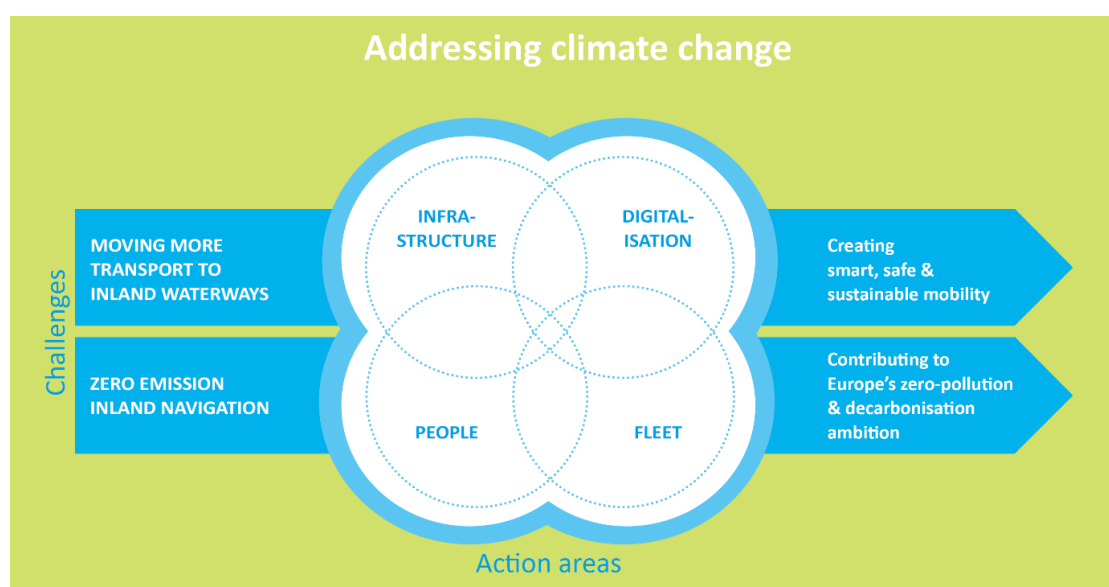 Addressing climate change
Challenges
MOVING MORE
TRANSPORT TO
INLAND WATERWAYS
ZERO EMISSION
INLAND NAVIGATION
INFRA-
STRUCTURE
DIGITAL-
ISATION
PEOPLE
FLEET
Creating
smart, safe &
sustainable mobility
Contributing to
Europe’s zero-pollution
& decarbonisation
ambition
Action areas